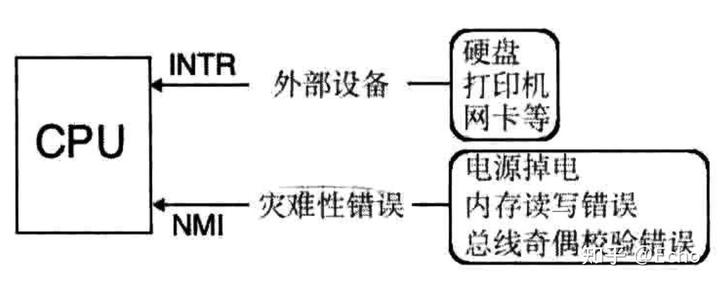 CPU
INTR
外部设备
硬盘
打印机
网卡等
NMI
灾难性错误
电源掉电
内存读写错误
总线奇偶校验错误
知乎 @Echo